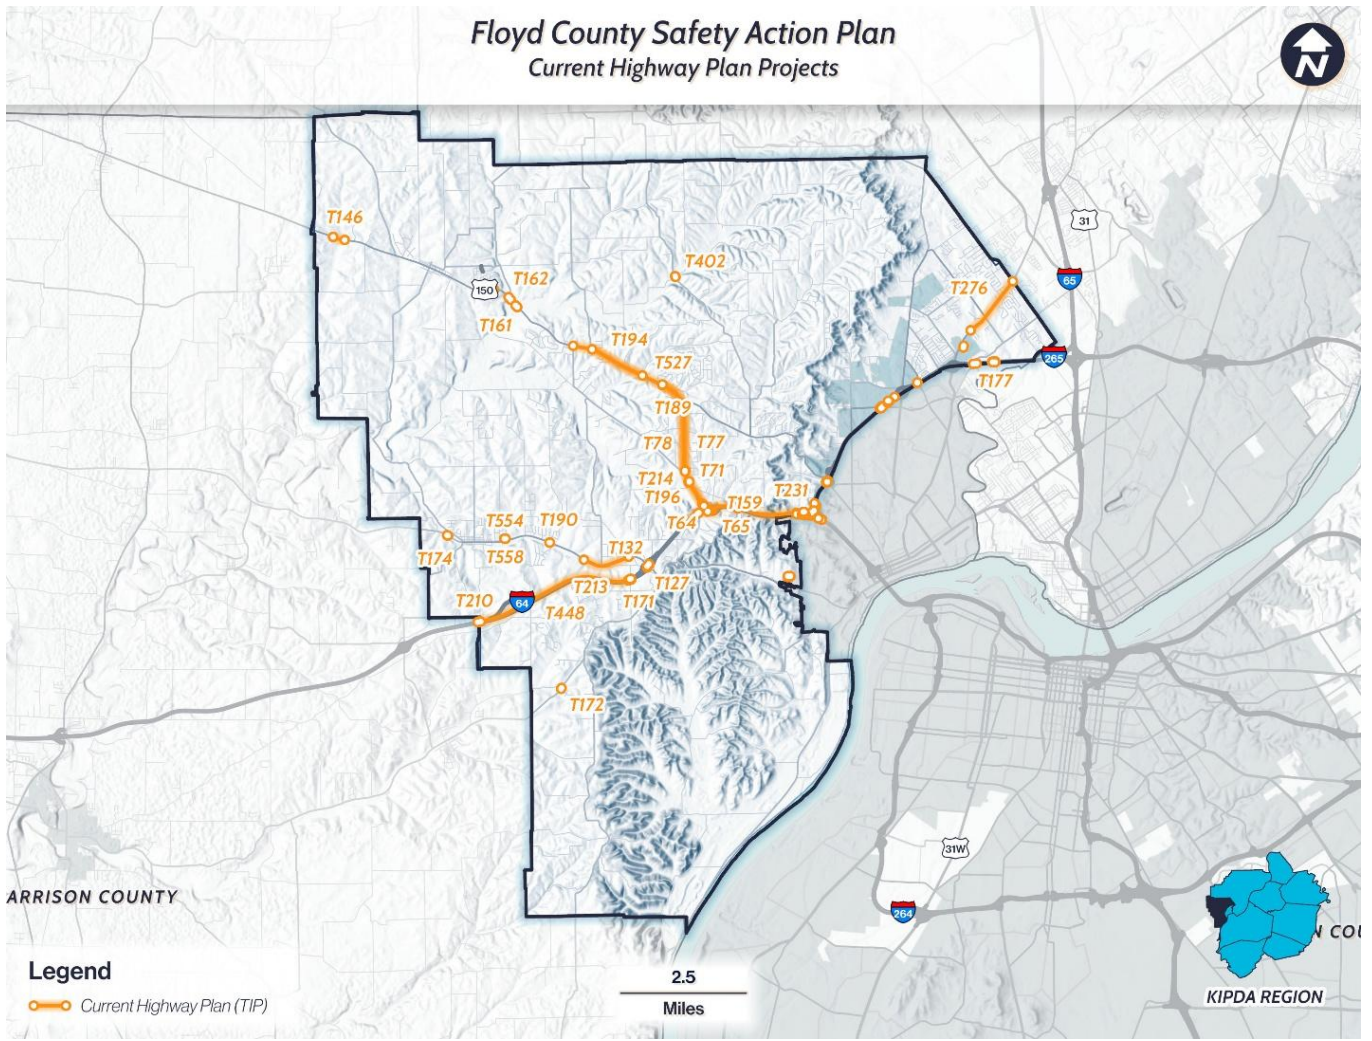 Floyd County Safety Action Plan
Current Highway Plan Projects
N
T146
31
T402
65
T162
T276
150
T161
T194
265
T527
T177
T189
T78
T77
T71
T214
T231
T196
T159
T64
T65
T554
T190
T174
T558
T132
T213
T127
T210
64
T171
T448
T172
31W
ARRISON COUNTY
264
N COU
Legend
2.5
Current Highway Plan (TIP)
Miles
KIPDA REGION